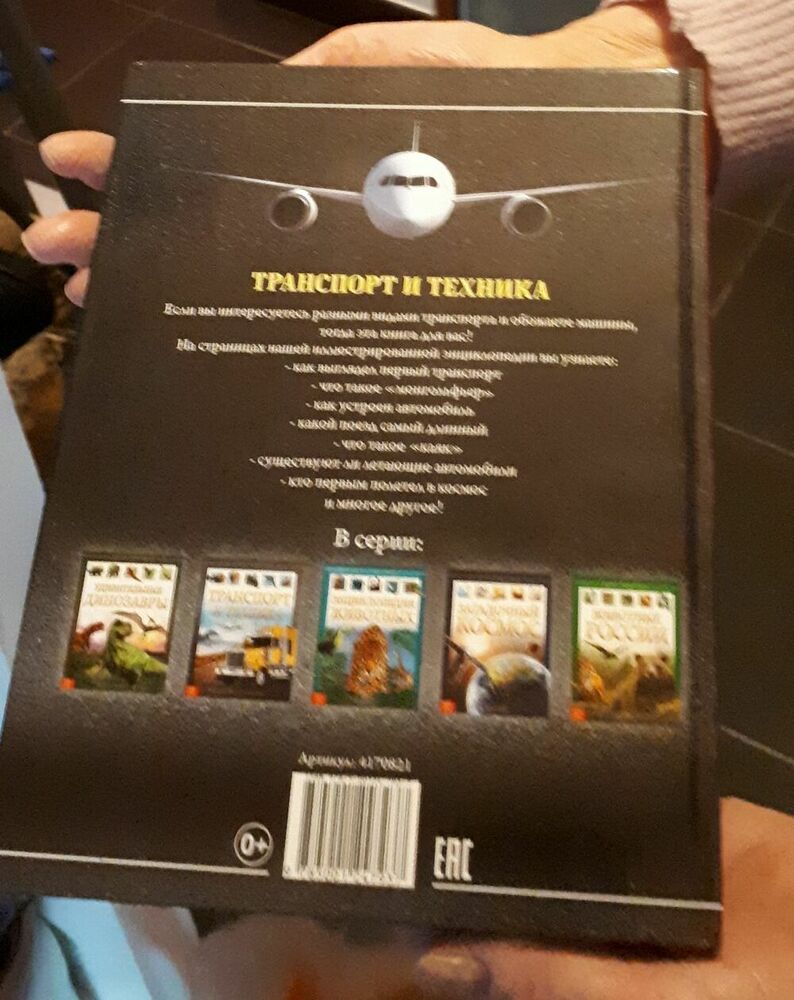 ТРАНСПОРТ И ТЕХНИКА
Если вы интересуетесь разными видами транспорта и обожаете машины,
тогда эта книга для вас!
На страницах нашей иллюстрированной энциклопедии вы узнаете:
- как выглядел первый транспорт
- что такое «монгольфьер»
- как устроен автомобиль
- какой поезд самый длинный
- что такое «каяк»
- существуют ли летающие автомобили
- кто первым полетел в космос
и многое другое!
В серии:
ДИНОЗАВРЫ
ТРАНСПОРТ
ЭНЦИКЛОПЕДИЯ
ЖИВОТНЫХ
КОСМОС
ЖИВОТНЫЕ
РОССИИ
Артикул: 4170821
0+
EAC